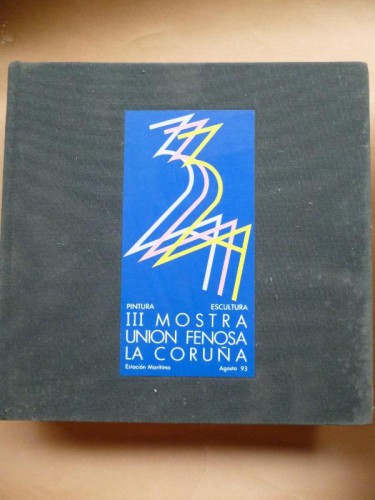 PINTURA ESCULTURA
III MOSTRA
UNION FENOSA
LA CORUÑA
Estación Marítima Agosto 93